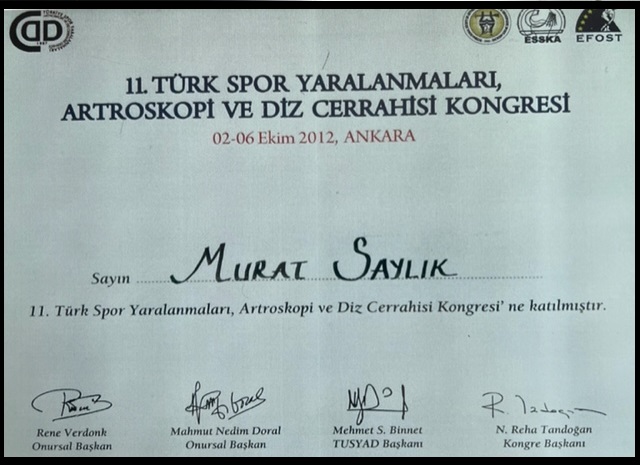 ESSKA
EFOST
11. TÜRK SPOR YARALANMALARI,
ARTROSKOPİ VE DİZ CERRAHİSİ KONGRESİ
02-06 Ekim 2012, ANKARA
Sayın MURAT SAYLIK
11. Türk Spor Yaralanmaları, Artroskopi ve Diz Cerrahisi Kongresi' ne katılmıştır.
Rene Verdonk
Onursal Başkan
Mahmut Nedim Doral
Onursal Başkan
Mehmet S. Binnet
TUSYAD Başkanı
N. Reha Tandoğan
Kongre Başkanı